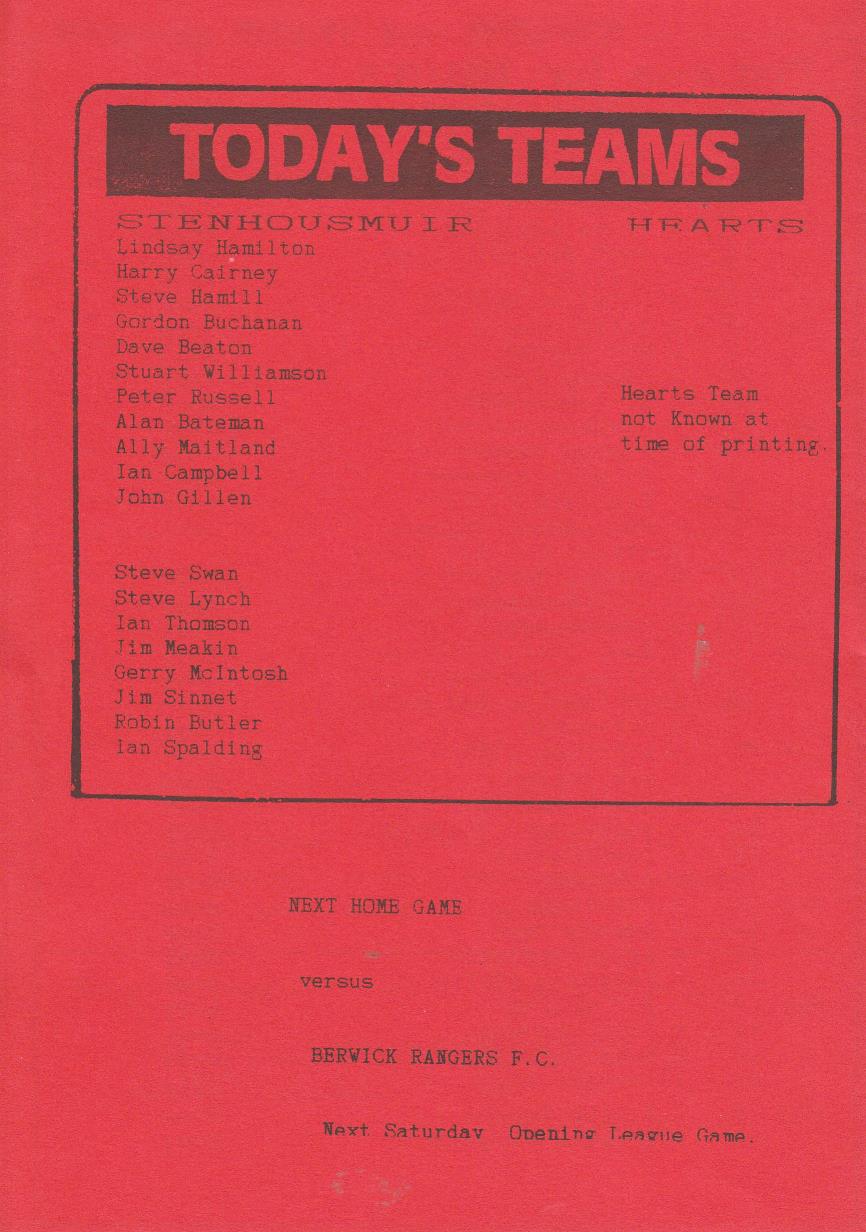 TODAY'S TEAMS
STENHOUSMUIR HEARTS
Lindsay Hamilton
Harry Cairney
Steve Hamill
Gordon Buchanan
Dave Beaton
Stuart Williamson
Peter Russell
Alan Bateman
Ally Maitland
Ian Campbell
John Gillen
Hearts Team
not Known at
time of printing.
Steve Swan
Steve Lynch
Ian Thomson
Jim Meakin
Gerry McIntosh
Jim Sinnet
Robin Butler
Ian Spalding
NEXT HOME GAME
versus
BERWICK RANGERS F.C.
Next Saturday Opening League Game.